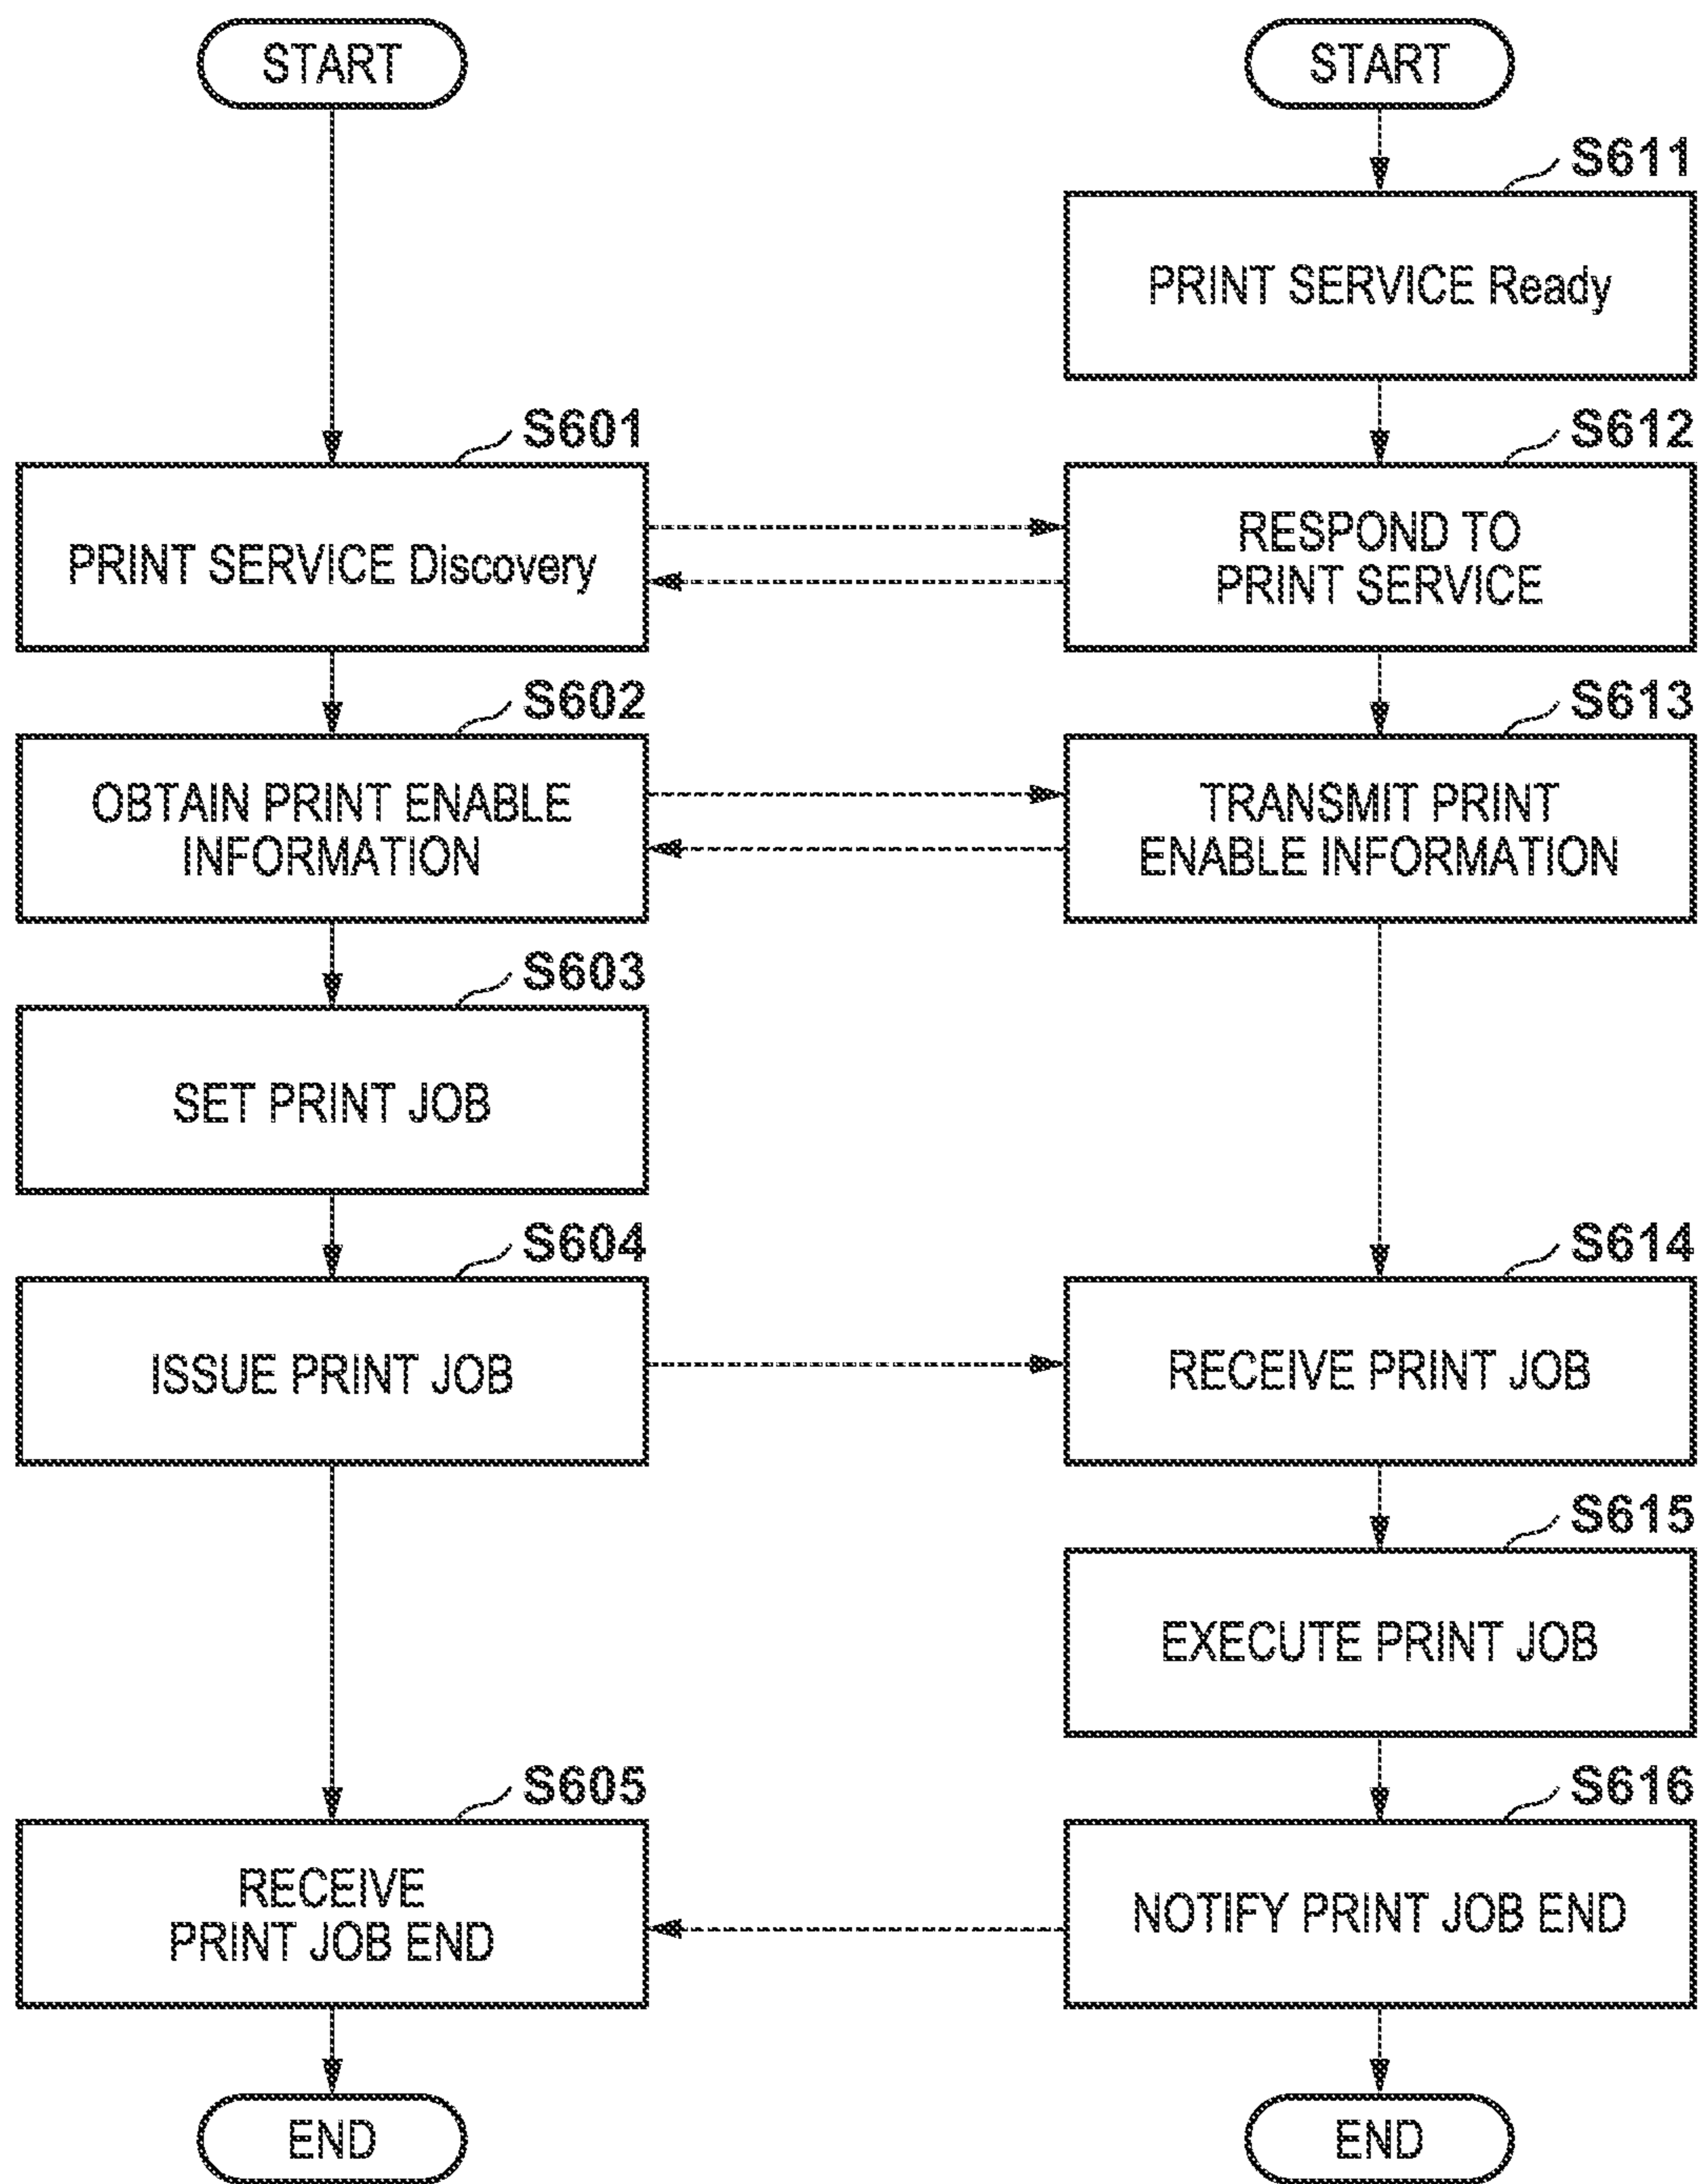 START
START
S611
PRINT SERVICE Ready
S601
S612
PRINT SERVICE Discovery
RESPOND TO
PRINT SERVICE
S602
S613
OBTAIN PRINT ENABLE
INFORMATION
TRANSMIT PRINT
ENABLE INFORMATION
S603
SET PRINT JOB
S604
S614
ISSUE PRINT JOB
RECEIVE PRINT JOB
S615
EXECUTE PRINT JOB
S605
S616
RECEIVE
PRINT JOB END
NOTIFY PRINT JOB END
END
END